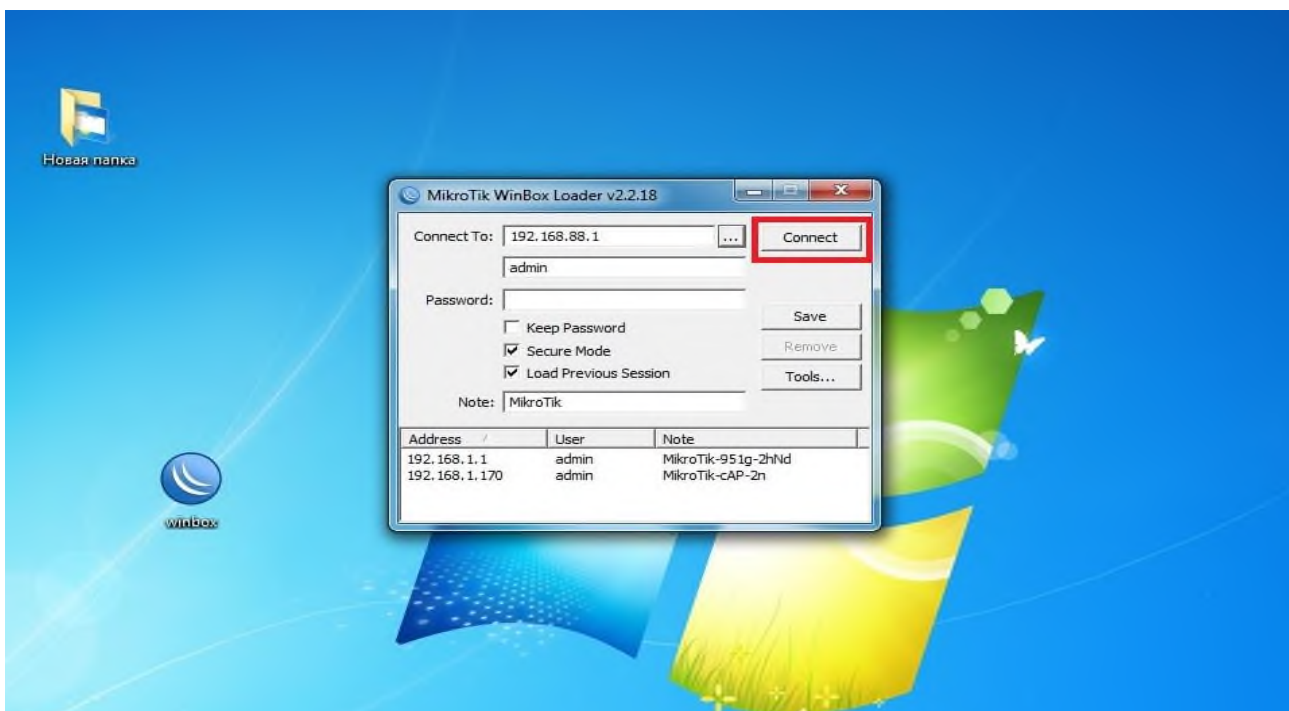 Новая папка
MikroTik WinBox Loader v2.2.18
Connect To: 192.168.88.1 ... Connect
admin
Password:
Save
Keep Password
Secure Mode Remove
Load Previous Session Tools...
Note: MikroTik
Address User Note
192.168.1.1 admin MikroTik-951g-2hNd
192.168.1.170 admin MikroTik-cAP-2n
winbox